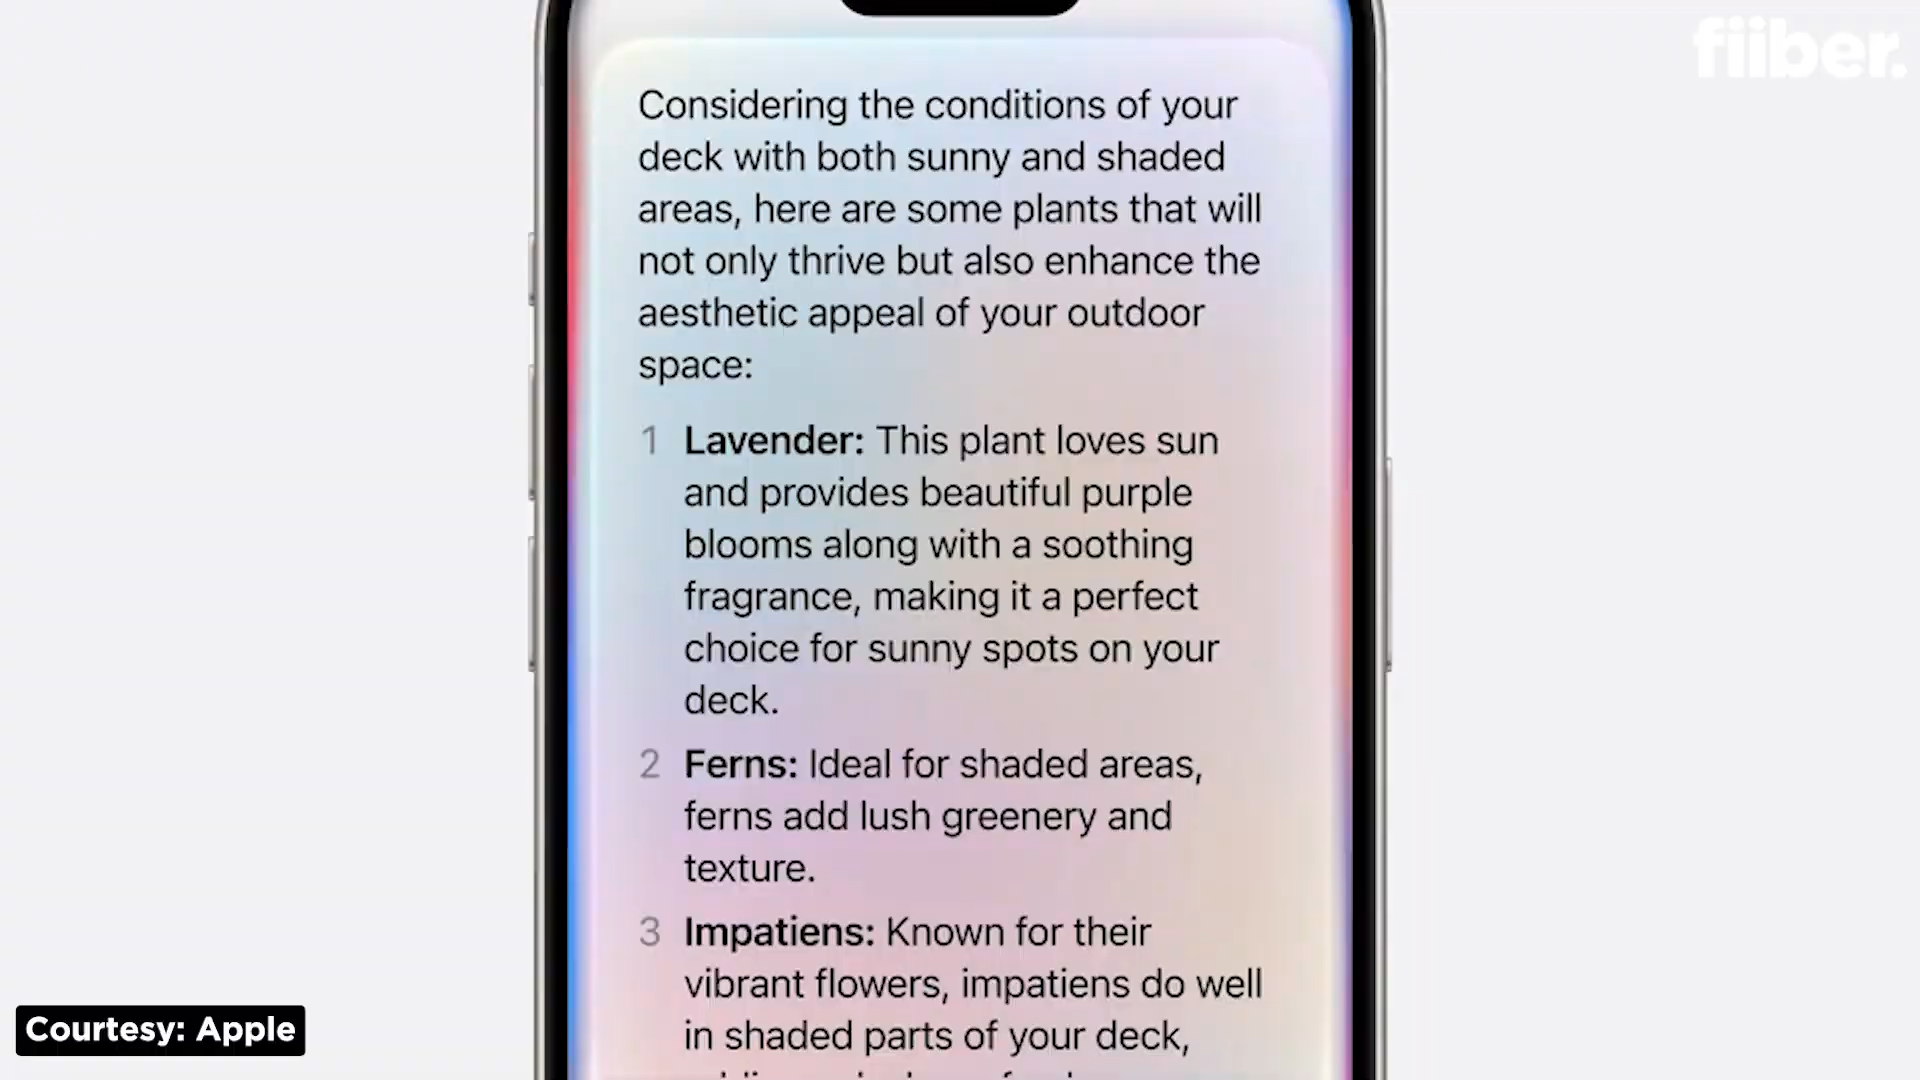 fiiber.
Considering the conditions of your
deck with both sunny and shaded
areas, here are some plants that will
not only thrive but also enhance the
aesthetic appeal of your outdoor
space:
1 Lavender: This plant loves sun
and provides beautiful purple
blooms along with a soothing
fragrance, making it a perfect
choice for sunny spots on your
deck.
2 Ferns: Ideal for shaded areas,
ferns add lush greenery and
texture.
3 Impatiens: Known for their
vibrant flowers, impatiens do well
in shaded parts of your deck,
Courtesy: Apple